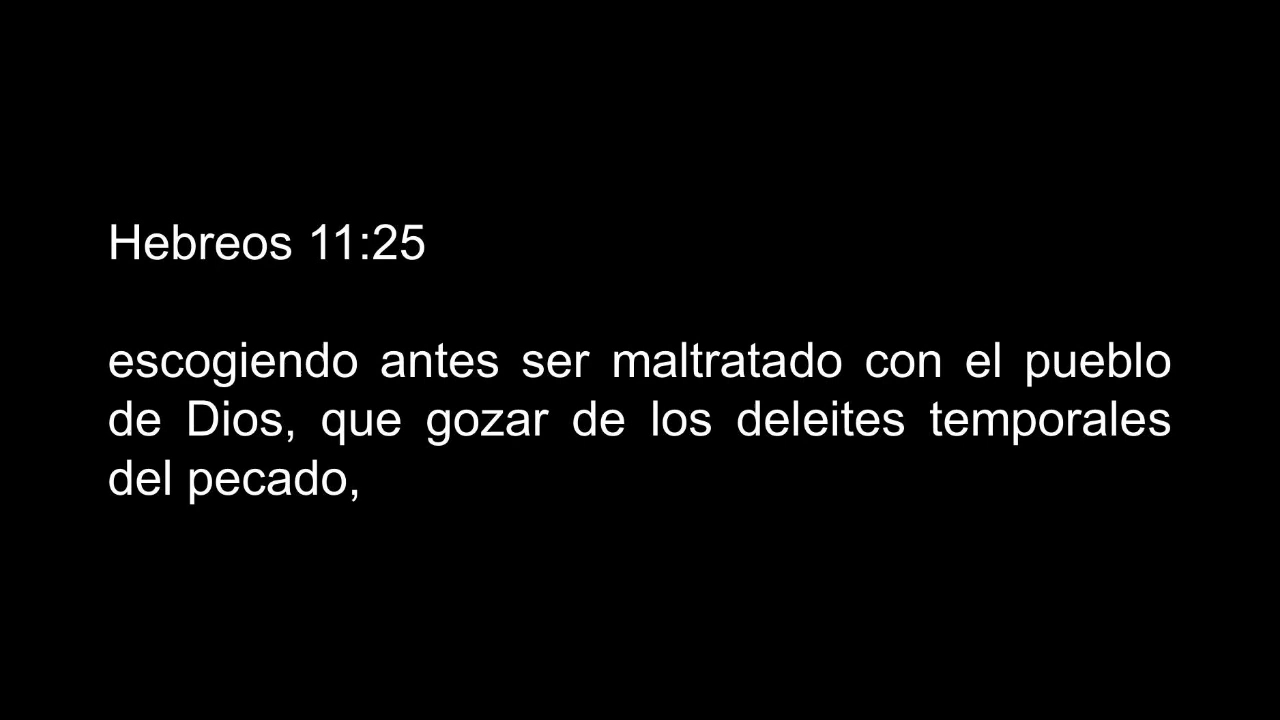 Hebreos 11:25
escogiendo antes ser maltratado con el pueblo
de Dios, que gozar de los deleites temporales
del pecado,